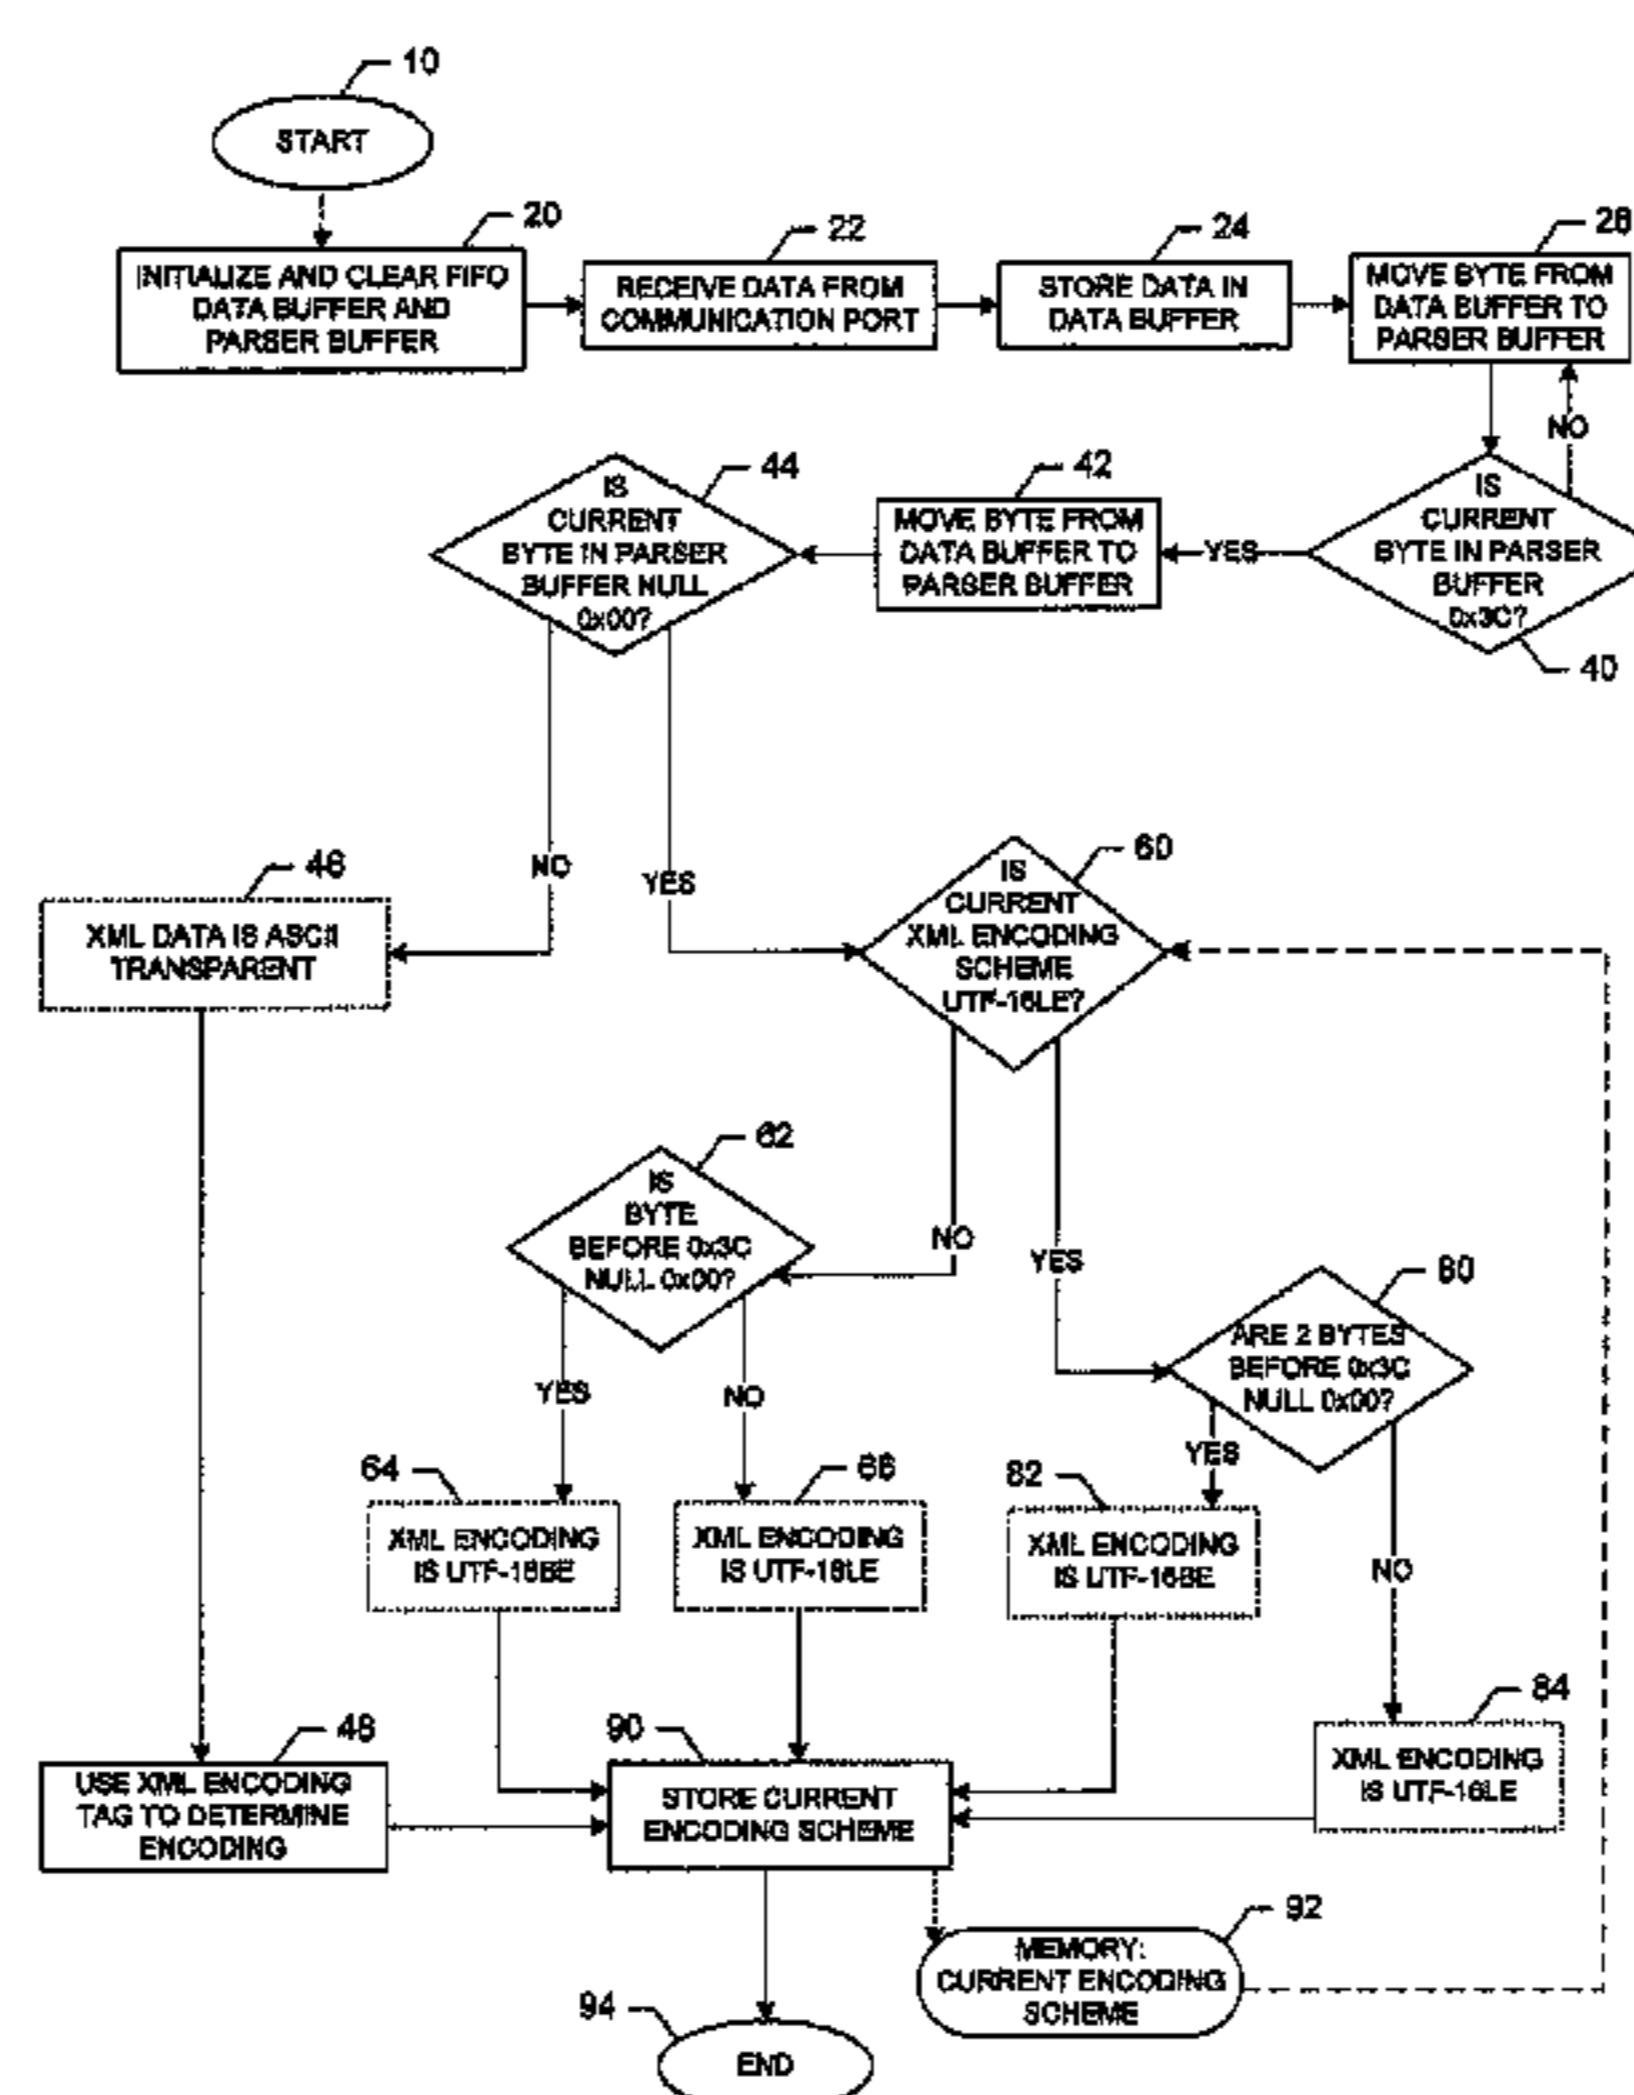 10
START
20
INITIALIZE AND CLEAR FIFO
DATA BUFFER AND
PARSER BUFFER
22
RECEIVE DATA FROM
COMMUNICATION PORT
24
STORE DATA IN
DATA BUFFER
26
MOVE BYTE FROM
DATA BUFFER TO
PARSER BUFFER
NO
IS
CURRENT
BYTE IN PARSER
BUFFER
0x3C?
40
YES
42
MOVE BYTE FROM
DATA BUFFER TO
PARSER BUFFER
44
IS
CURRENT
BYTE IN PARSER
BUFFER NULL
0x00?
NO
YES
46
XML DATA IS ASCII
TRANSPARENT
60
IS
CURRENT
XML ENCODING
SCHEME
UTF-16LE?
NO
YES
62
IS
BYTE
BEFORE 0x3C
NULL 0x00?
YES
NO
80
ARE 2 BYTES
BEFORE 0x3C
NULL 0x00?
YES
NO
64
XML ENCODING
IS UTF-16BE
66
XML ENCODING
IS UTF-16LE
82
XML ENCODING
IS UTF-16BE
84
XML ENCODING
IS UTF-16LE
48
USE XML ENCODING
TAG TO DETERMINE
ENCODING
90
STORE CURRENT
ENCODING SCHEME
92
MEMORY:
CURRENT ENCODING
SCHEME
94
END